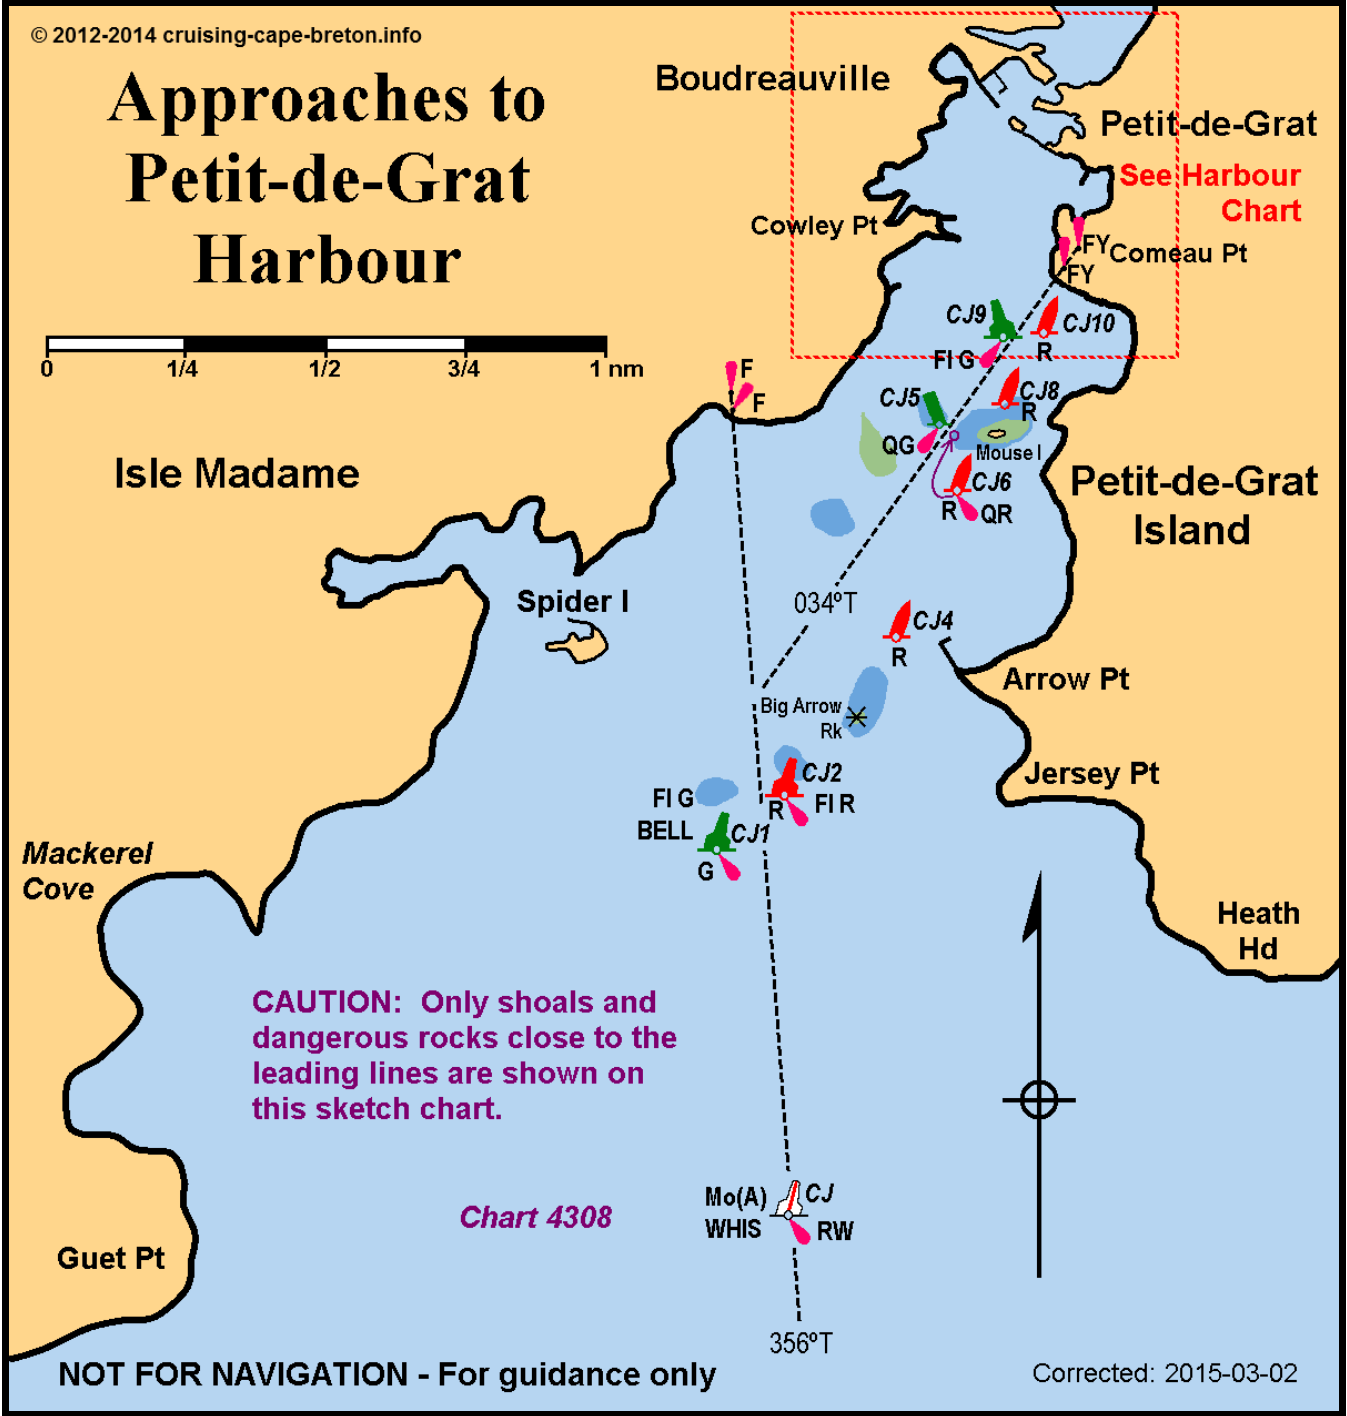 © 2012-2014 cruising-cape-breton.info
Approaches to
Petit-de-Grat
Harbour
0 1/4 1/2 3/4 1 nm
Boudreauville
Petit-de-Grat
See Harbour
Chart
Cowley Pt
FY
Comeau Pt
FY
CJ9
CJ10
Fl G
R
F
F
CJ5
CJ8
R
QG
Mouse I
CJ6
R
QR
Isle Madame
Petit-de-Grat
Island
Spider I
034ºT
CJ4
R
Arrow Pt
Big Arrow
Rk
Jersey Pt
CJ2
R
Fl R
Fl G
BELL
CJ1
G
Mackerel
Cove
Heath
Hd
CAUTION: Only shoals and
dangerous rocks close to the
leading lines are shown on
this sketch chart.
Chart 4308
Mo(A)
CJ
WHIS
RW
Guet Pt
356ºT
NOT FOR NAVIGATION - For guidance only
Corrected: 2015-03-02